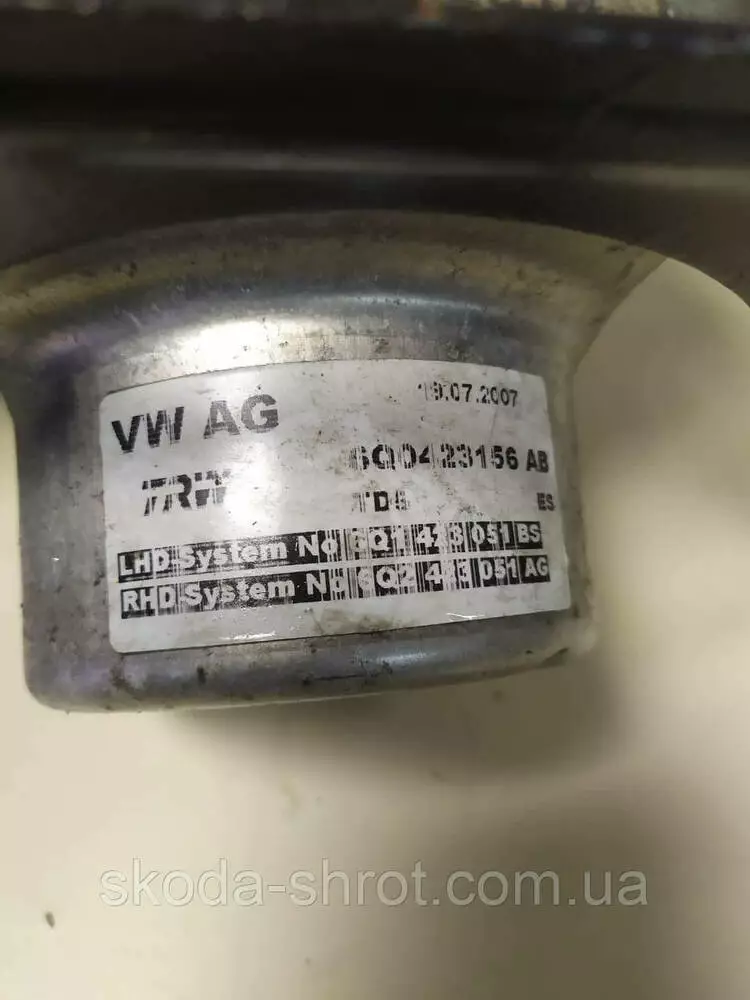 19.07.2007
VW AG
6Q0423156 AB
TRW TDS ES
LHD-System No 6Q1 423 051 BS
RHD-System No 6Q2 423 051 AG
skoda-shrot.com.ua